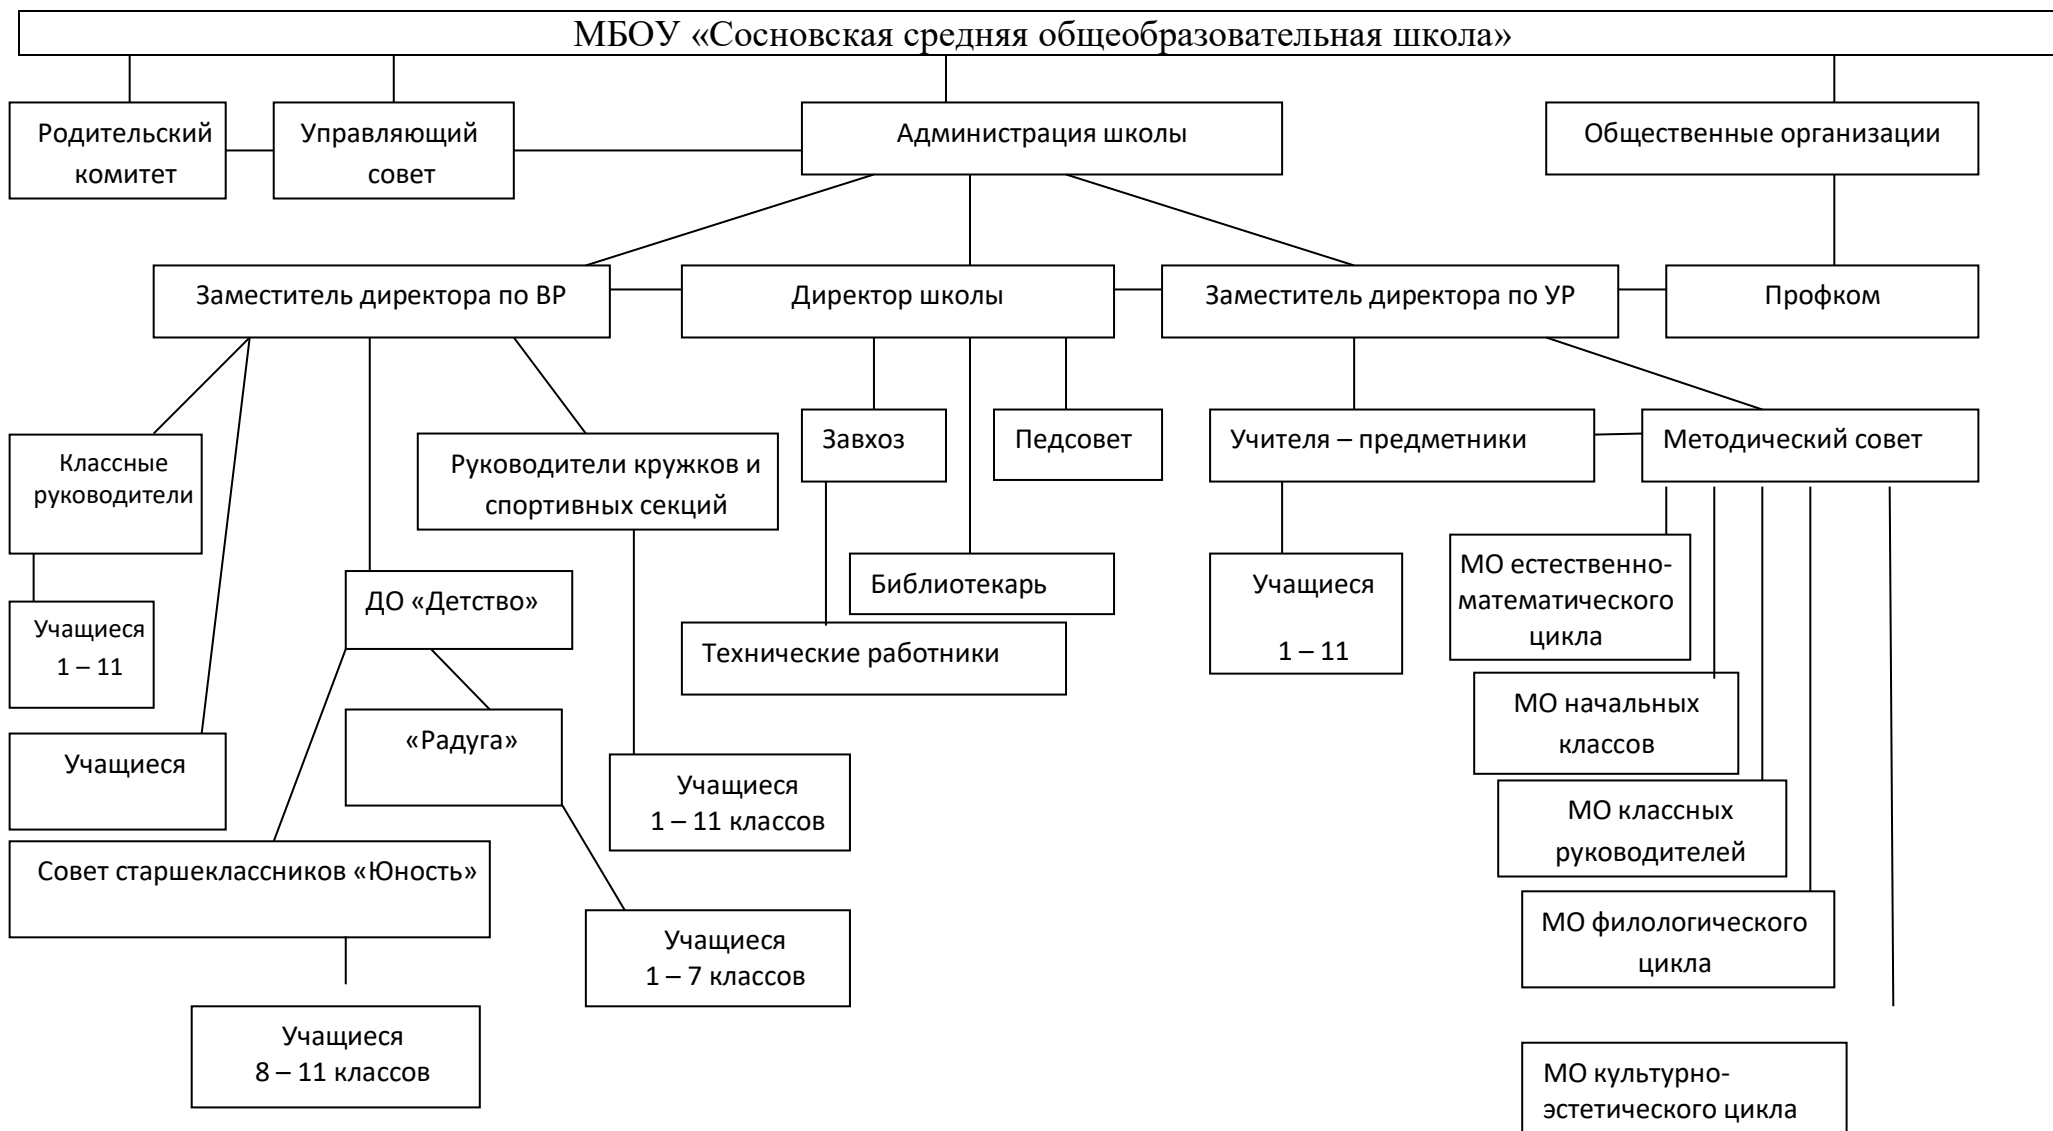 МБОУ «Сосновская средняя общеобразовательная школа»
Родительский
комитет
Управляющий
совет
Администрация школы
Общественные организации
Заместитель директора по ВР
Директор школы
Заместитель директора по УР
Профком
Классные
руководители
Руководители кружков и
спортивных секций
Завхоз
Педсовет
Учителя – предметники
Методический совет
Учащиеся
1 – 11
ДО «Детство»
Библиотекарь
Технические работники
Учащиеся
1 – 11
МО естественно-
математического
цикла
Учащиеся
«Радуга»
Учащиеся
1 – 11 классов
МО начальных
классов
МО классных
руководителей
Совет старшеклассников «Юность»
Учащиеся
1 – 7 классов
МО филологического
цикла
Учащиеся
8 – 11 классов
МО культурно-
эстетического цикла